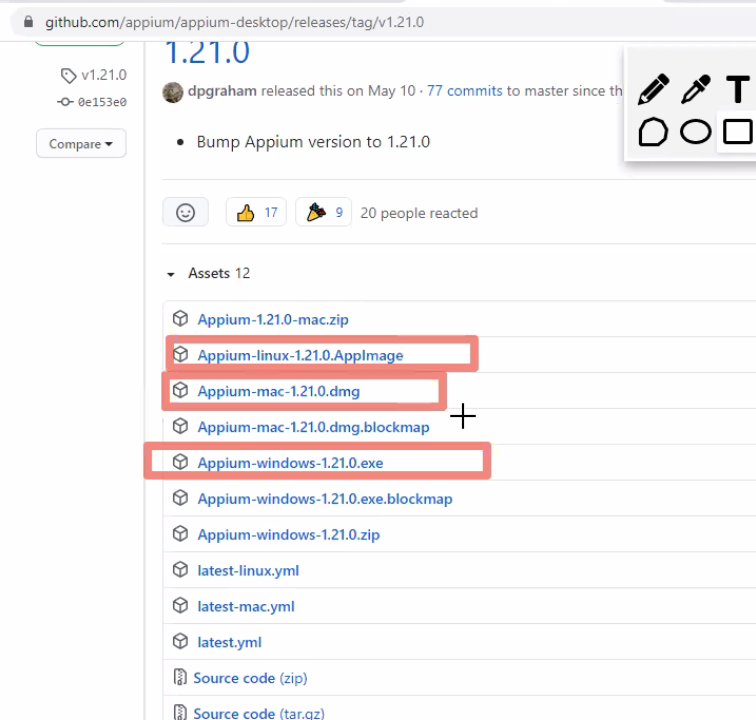 github.com/appium/appium-desktop/releases/tag/v1.21.0
1.21.0
v1.21.0
dpgraham released this on May 10 · 77 commits to master since th
0e153e0
Compare
• Bump Appium version to 1.21.0
17 9 20 people reacted
Assets 12
Appium-1.21.0-mac.zip
Appium-linux-1.21.0.AppImage
Appium-mac-1.21.0.dmg
Appium-mac-1.21.0.dmg.blockmap
Appium-windows-1.21.0.exe
Appium-windows-1.21.0.exe.blockmap
Appium-windows-1.21.0.zip
latest-linux.yml
latest-mac.yml
latest.yml
Source code (zip)
Source code (tar.gz)
T